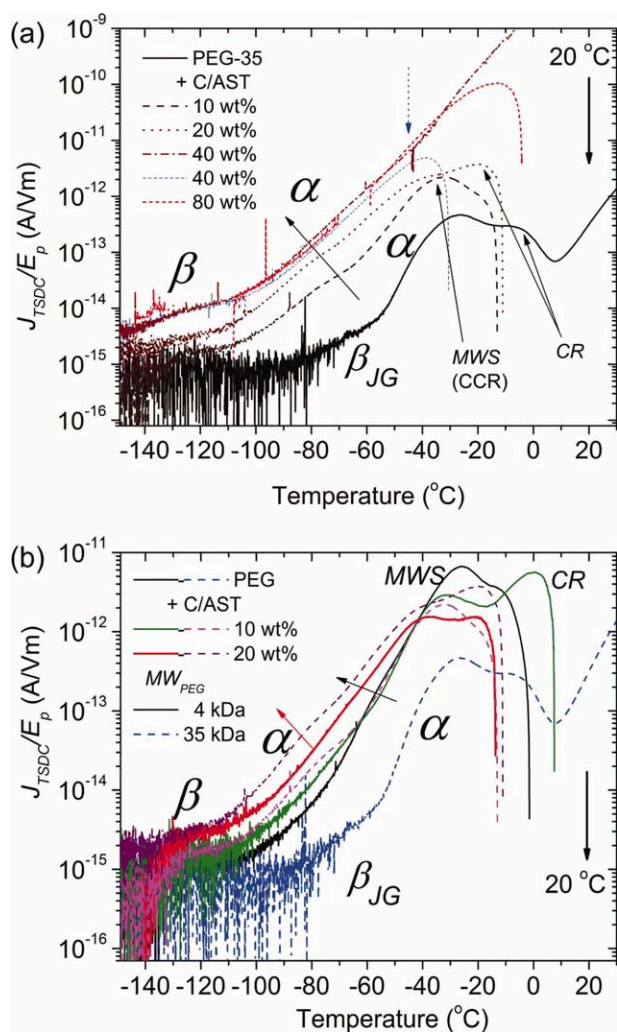 (a)
10^-9
10^-10
10^-11
10^-12
10^-13
10^-14
10^-15
10^-16
J_TSDC/E_p (A/Vm)
PEG-35
+ C/AST
10 wt%
20 wt%
40 wt%
40 wt%
80 wt%
20 °C
α
α
β
β_JG
MWS
(CCR)
CR
-140 -120 -100 -80 -60 -40 -20 0 20
Temperature (°C)
(b)
10^-11
10^-12
10^-13
10^-14
10^-15
10^-16
J_TSDC/E_p (A/Vm)
PEG
+ C/AST
10 wt%
20 wt%
MW_PEG
4 kDa
35 kDa
MWS
CR
α
α
β
β_JG
20 °C
-140 -120 -100 -80 -60 -40 -20 0 20
Temperature (°C)